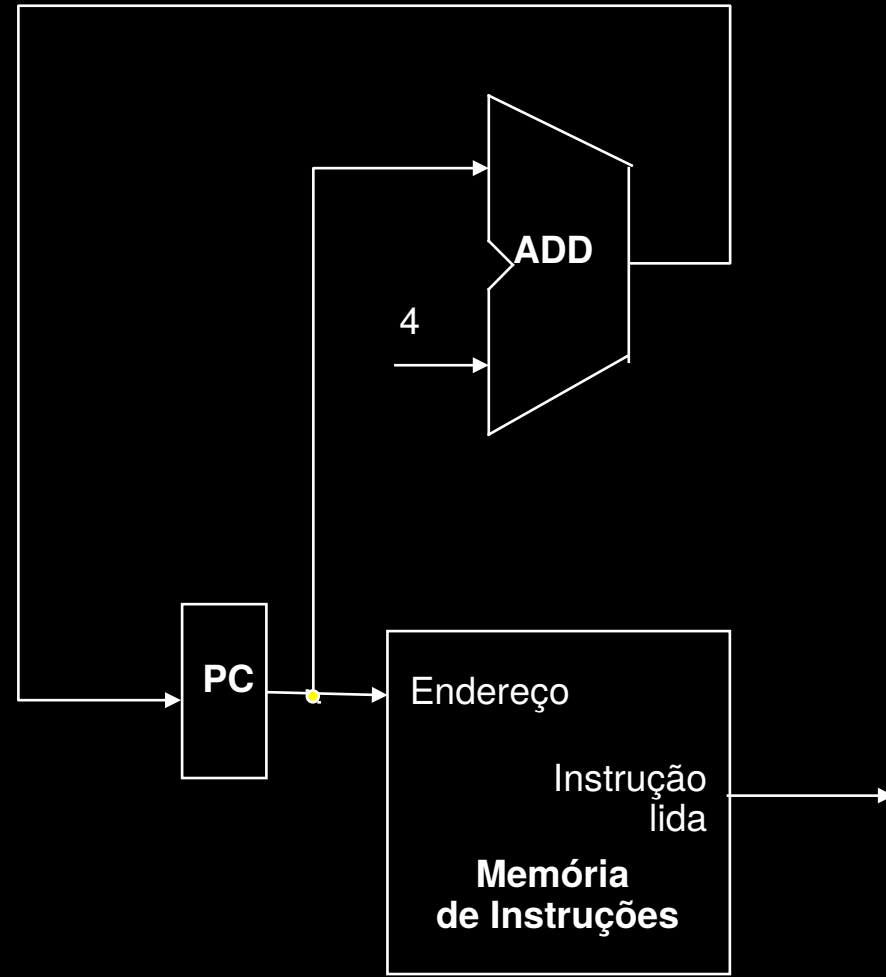 ADD
4
PC
Endereço
Instrução
lida
Memória
de Instruções